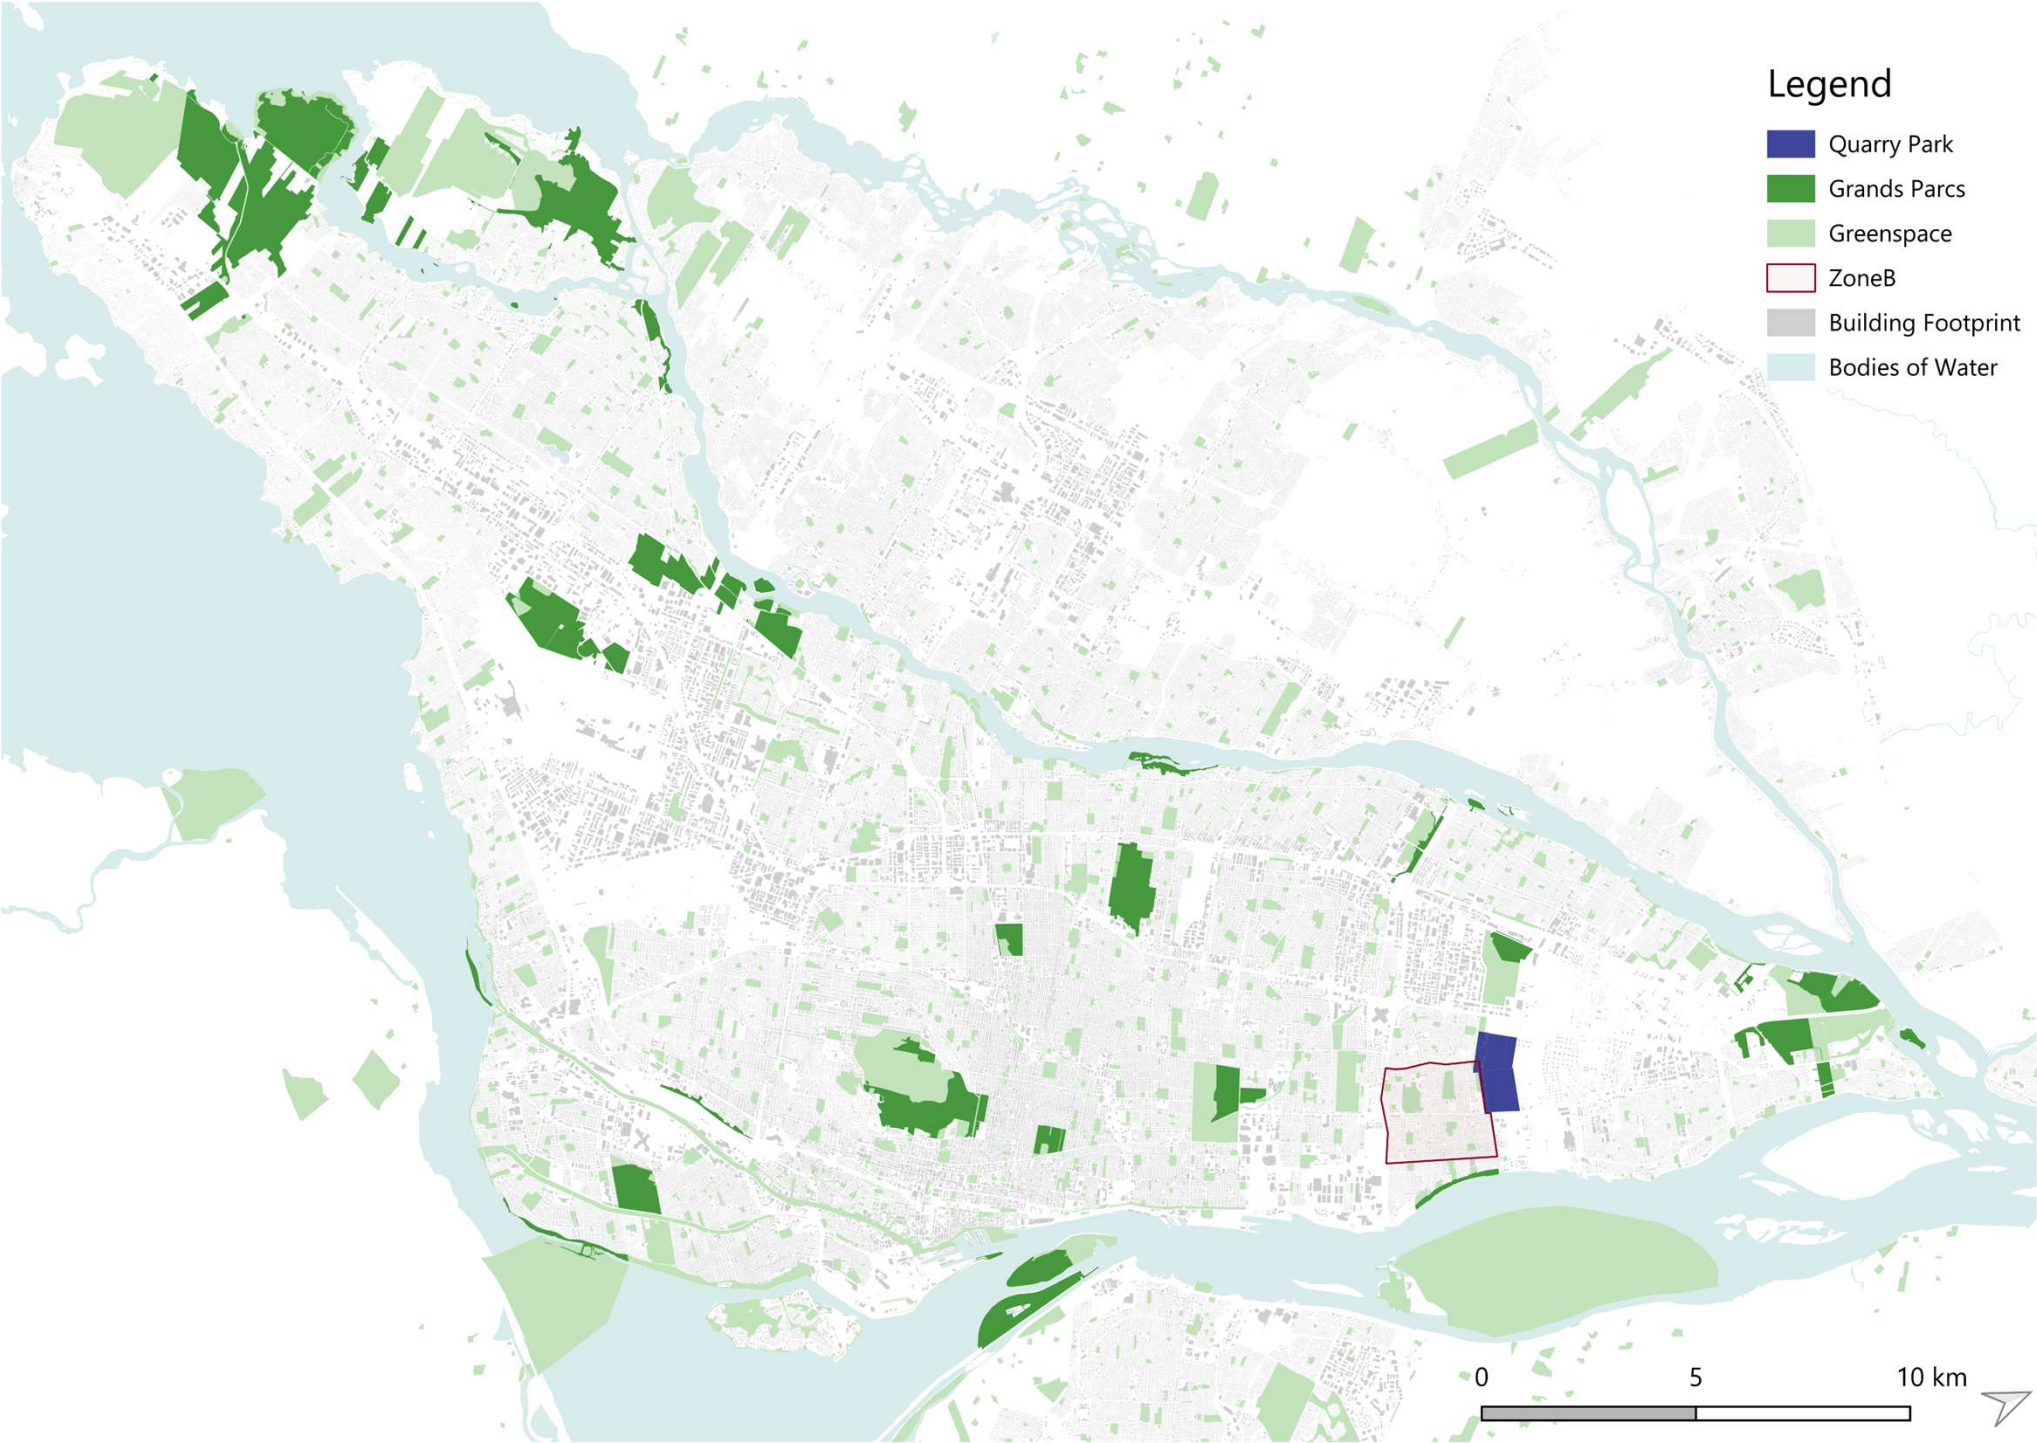 Legend
Quarry Park
Grands Parcs
Greenspace
ZoneB
Building Footprint
Bodies of Water
0 5 10 km